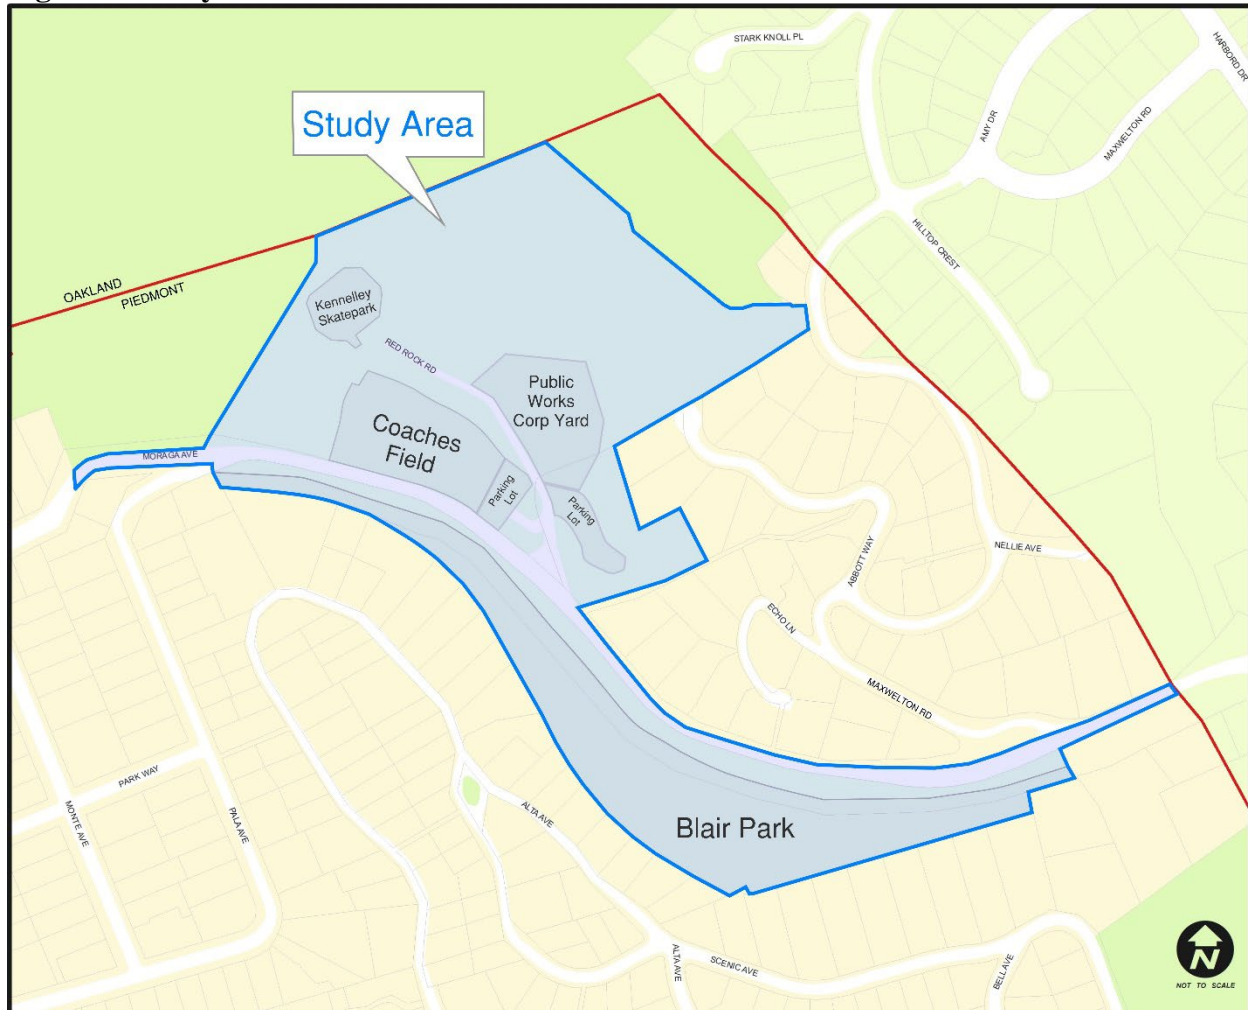 STARK KNOLL PL
HARBORD DR
Study Area
AMY DR
MAXWELTON RD
HILLTOP CREST
OAKLAND
PIEDMONT
Kennelley
Skatepark
RED ROCK RD
Public
Works
Corp Yard
Coaches
Field
MORAGA AVE
Parking
Lot
Parking
Lot
NELLIE AVE
ABBOTT WAY
ECHO LN
MAXWELTON RD
PARK WAY
MONTE AVE
PALA AVE
ALTA AVE
Blair Park
ALTA AVE
SCENIC AVE
BELL AVE
N
NOT TO SCALE